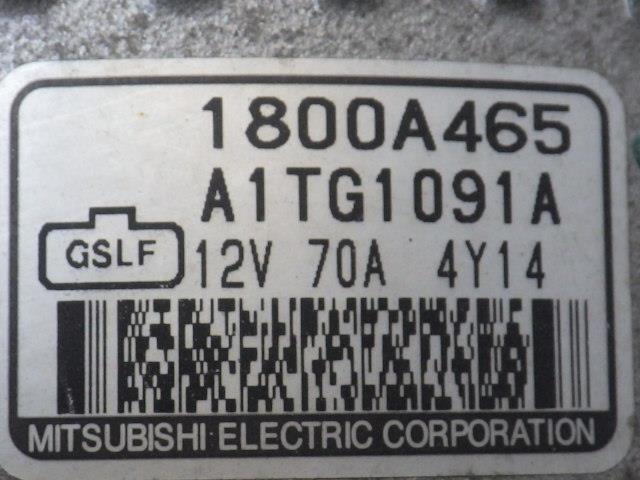 1800A465
A1TG1091A
GSLF 12V 70A 4Y14
MITSUBISHI ELECTRIC CORPORATION